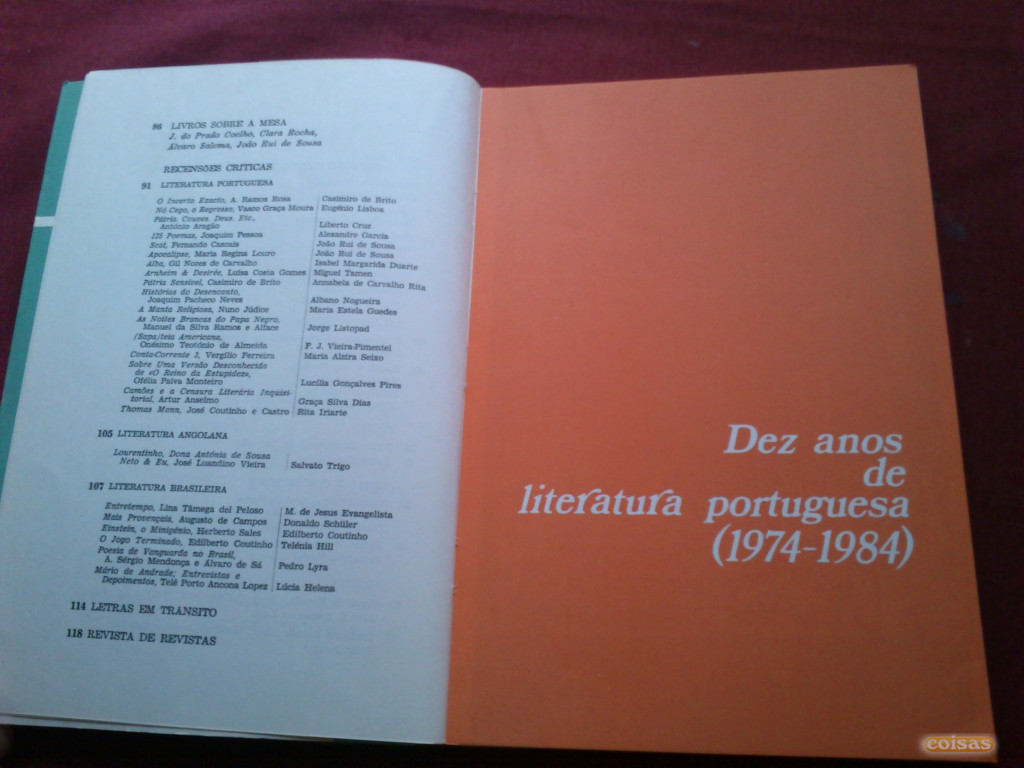 86 LIVROS SOBRE A MESA
J. do Prado Coelho, Clara Rocha,
Álvaro Salema, João Rui de Sousa
RECENSÕES CRÍTICAS
91 LITERATURA PORTUGUESA
O Incerto Exacto, A. Ramos Rosa Casimiro de Brito
Nó Cego, o Regresso, Vasco Graça Moura Eugénio Lisboa
Pátria, Couves, Deus, Etc.,
António Aragão Liberto Cruz
125 Poemas, Joaquim Pessoa Alexandre Garcia
Scat, Fernando Cascais João Rui de Sousa
Apocalipse, Maria Regina Louro João Rui de Sousa
Alba, Gil Nozes de Carvalho Isabel Margarida Duarte
Arnheim & Desirée, Luísa Costa Gomes Miguel Tamen
Pátria Sensível, Casimiro de Brito Annabela de Carvalho Rita
Histórias do Desencanto,
Joaquim Pacheco Neves Albano Nogueira
A Manta Religiosa, Nuno Júdice Maria Estela Guedes
As Noites Brancas do Papa Negro,
Manuel da Silva Ramos e Alface Jorge Listopad
(Sapa)teia Americana,
Onésimo Teotónio de Almeida F. J. Vieira-Pimentel
Conta-Corrente 3, Vergílio Ferreira Maria Alzira Seixo
Sobre Uma Versão Desconhecida
de «O Reino da Estupidez»,
Ofélia Paiva Monteiro Lucília Gonçalves Pires
Camões e a Censura Literária Inquisi-
torial, Artur Anselmo Graça Silva Dias
Thomas Mann, José Coutinho e Castro Rita Iriarte
105 LITERATURA ANGOLANA
Lourentinho, Dona Antónia de Sousa
Neto & Eu, José Luandino Vieira Salvato Trigo
107 LITERATURA BRASILEIRA
Entretempo, Lina Tâmega del Peloso M. de Jesus Evangelista
Mais Provençais, Augusto de Campos Donaldo Schüler
Einstein, o Minigênio, Herberto Sales Edilberto Coutinho
O Jogo Terminado, Edilberto Coutinho Telénia Hill
Poesia de Vanguarda no Brasil,
A. Sérgio Mendonça e Álvaro de Sá Pedro Lyra
Mário de Andrade; Entrevistas e
Depoimentos, Telê Porto Ancona Lopez Lúcia Helena
114 LETRAS EM TRÂNSITO
118 REVISTA DE REVISTAS
Dez anos
de
literatura portuguesa
(1974-1984)
coisas